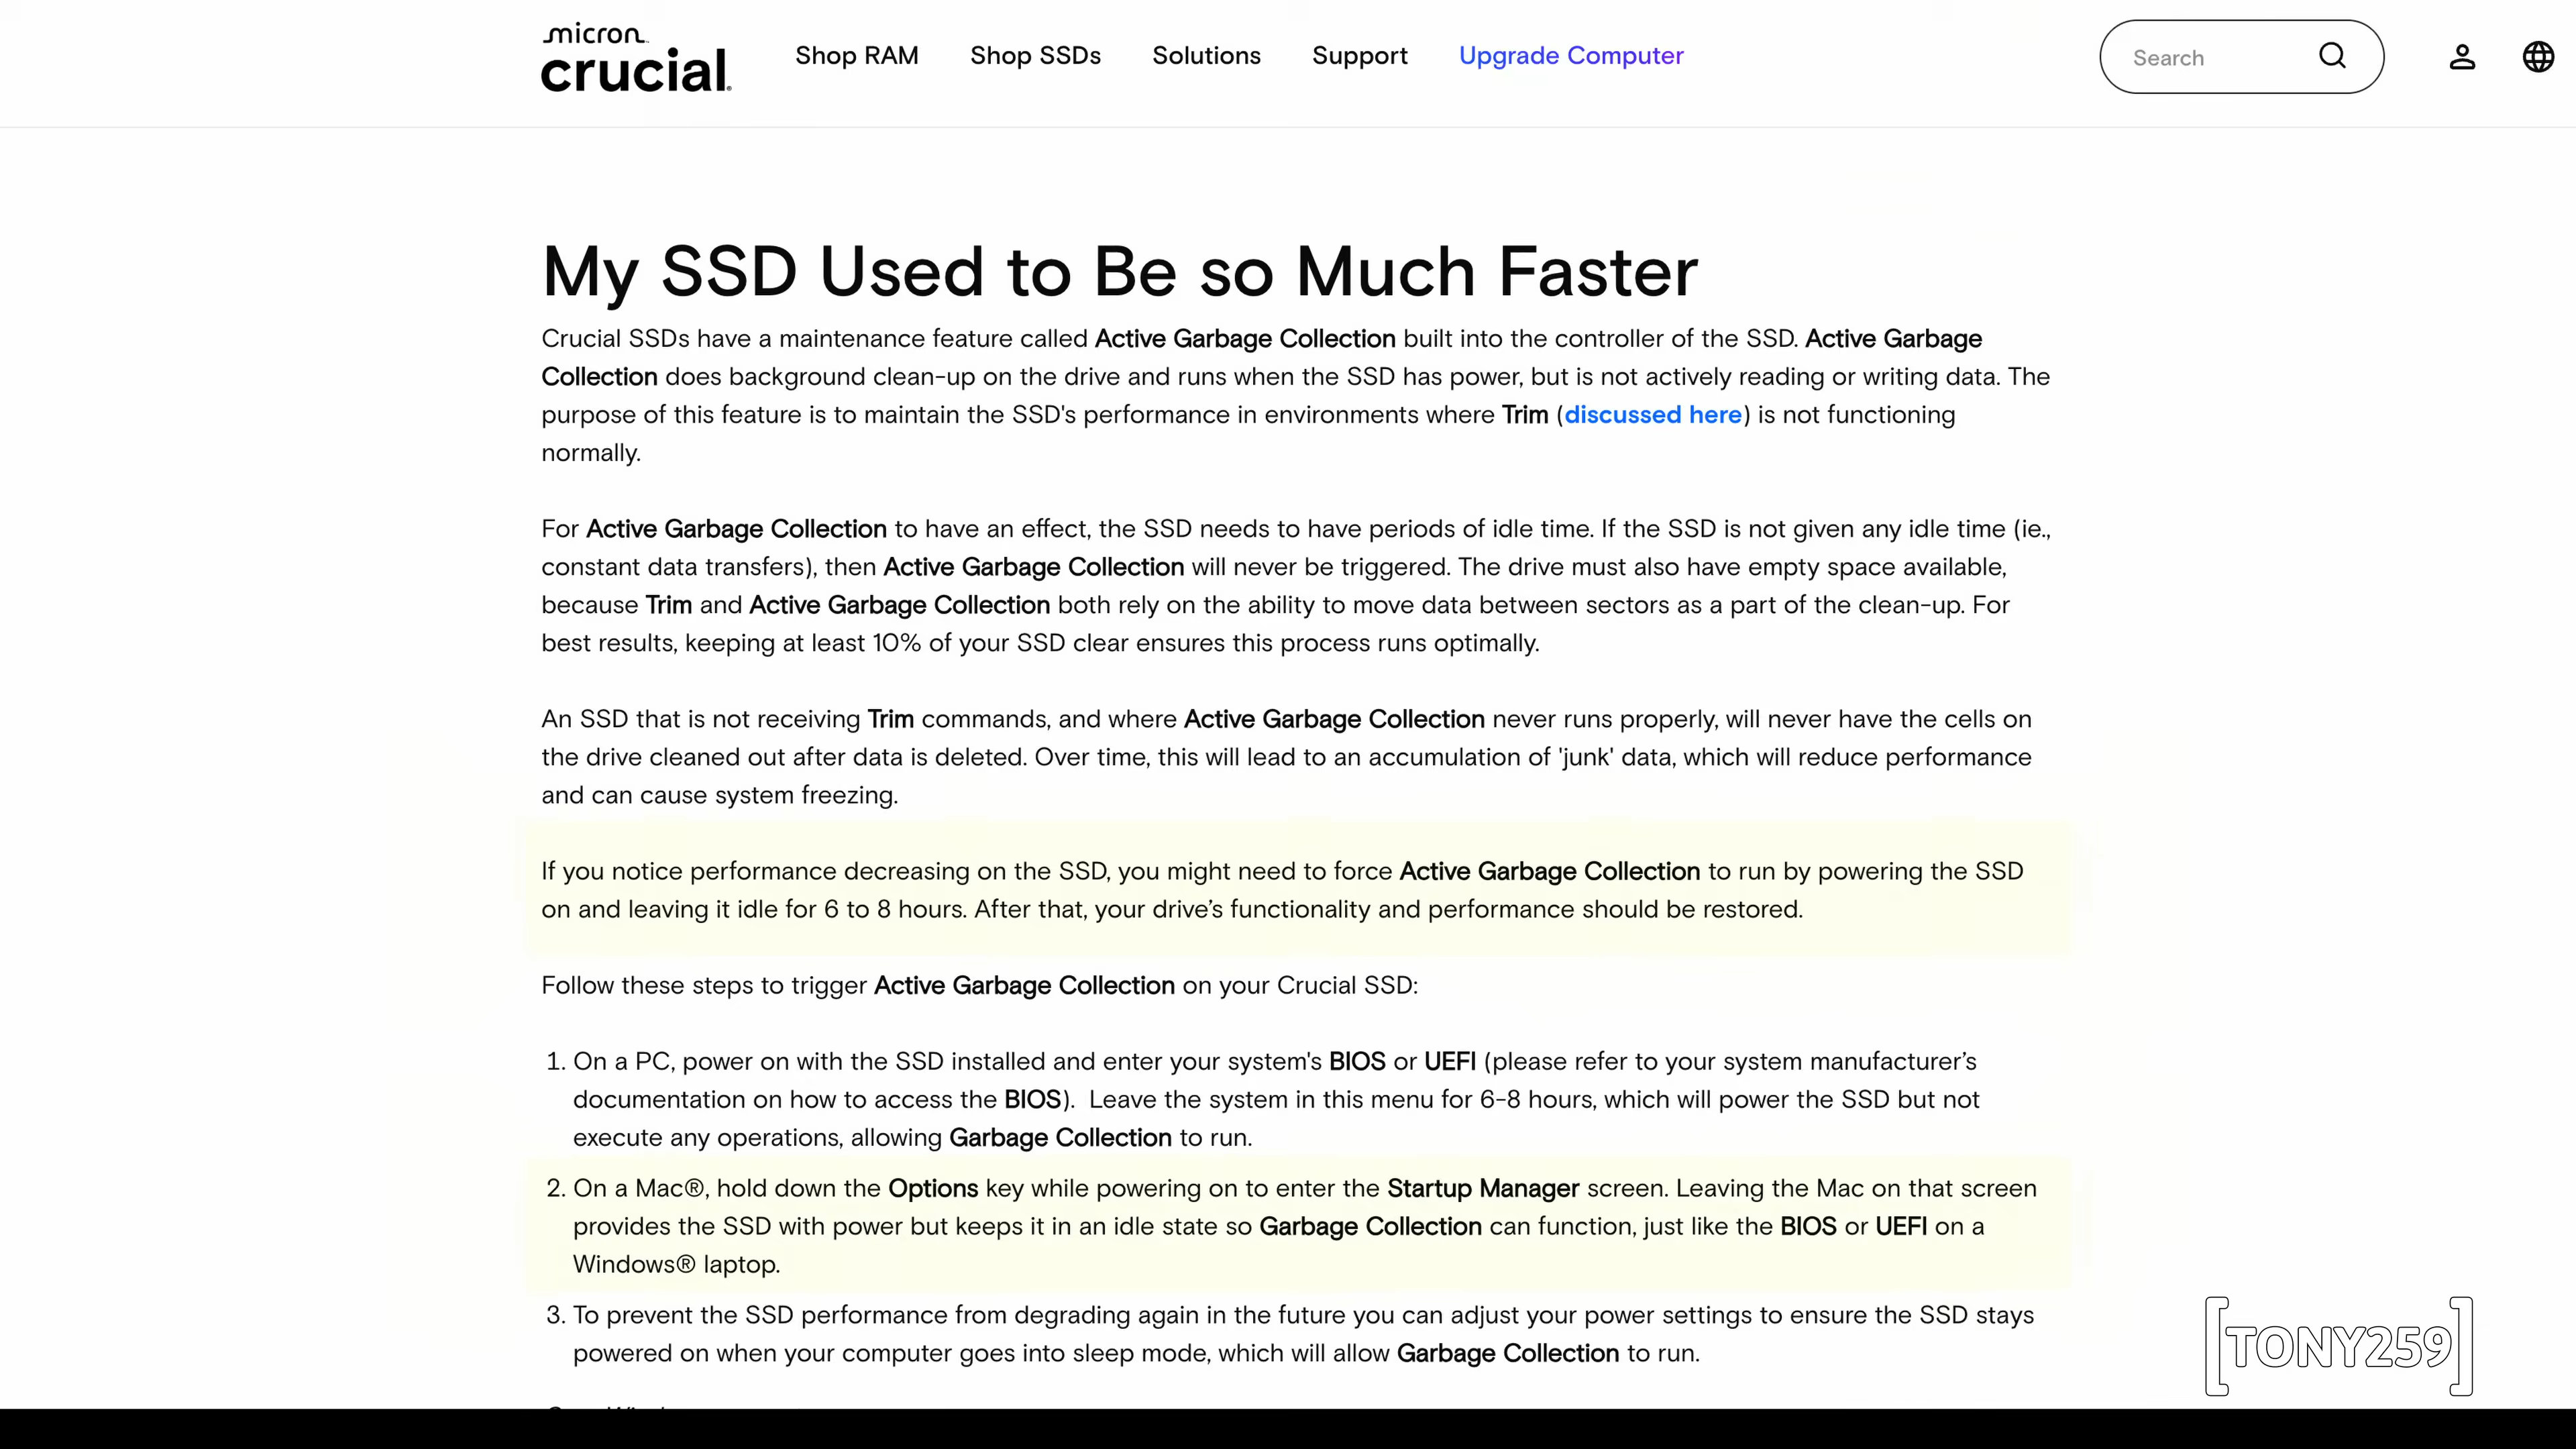 micron
crucial
Shop RAM
Shop SSDs
Solutions
Support
Upgrade Computer
Search
My SSD Used to Be so Much Faster
Crucial SSDs have a maintenance feature called Active Garbage Collection built into the controller of the SSD. Active Garbage
Collection does background clean-up on the drive and runs when the SSD has power, but is not actively reading or writing data. The
purpose of this feature is to maintain the SSD's performance in environments where Trim (discussed here) is not functioning
normally.
For Active Garbage Collection to have an effect, the SSD needs to have periods of idle time. If the SSD is not given any idle time (ie.,
constant data transfers), then Active Garbage Collection will never be triggered. The drive must also have empty space available,
because Trim and Active Garbage Collection both rely on the ability to move data between sectors as a part of the clean-up. For
best results, keeping at least 10% of your SSD clear ensures this process runs optimally.
An SSD that is not receiving Trim commands, and where Active Garbage Collection never runs properly, will never have the cells on
the drive cleaned out after data is deleted. Over time, this will lead to an accumulation of 'junk' data, which will reduce performance
and can cause system freezing.
If you notice performance decreasing on the SSD, you might need to force Active Garbage Collection to run by powering the SSD
on and leaving it idle for 6 to 8 hours. After that, your drive’s functionality and performance should be restored.
Follow these steps to trigger Active Garbage Collection on your Crucial SSD:
1. On a PC, power on with the SSD installed and enter your system's BIOS or UEFI (please refer to your system manufacturer’s
documentation on how to access the BIOS). Leave the system in this menu for 6-8 hours, which will power the SSD but not
execute any operations, allowing Garbage Collection to run.
2. On a Mac®, hold down the Options key while powering on to enter the Startup Manager screen. Leaving the Mac on that screen
provides the SSD with power but keeps it in an idle state so Garbage Collection can function, just like the BIOS or UEFI on a
Windows® laptop.
3. To prevent the SSD performance from degrading again in the future you can adjust your power settings to ensure the SSD stays
powered on when your computer goes into sleep mode, which will allow Garbage Collection to run.
[TONY259]